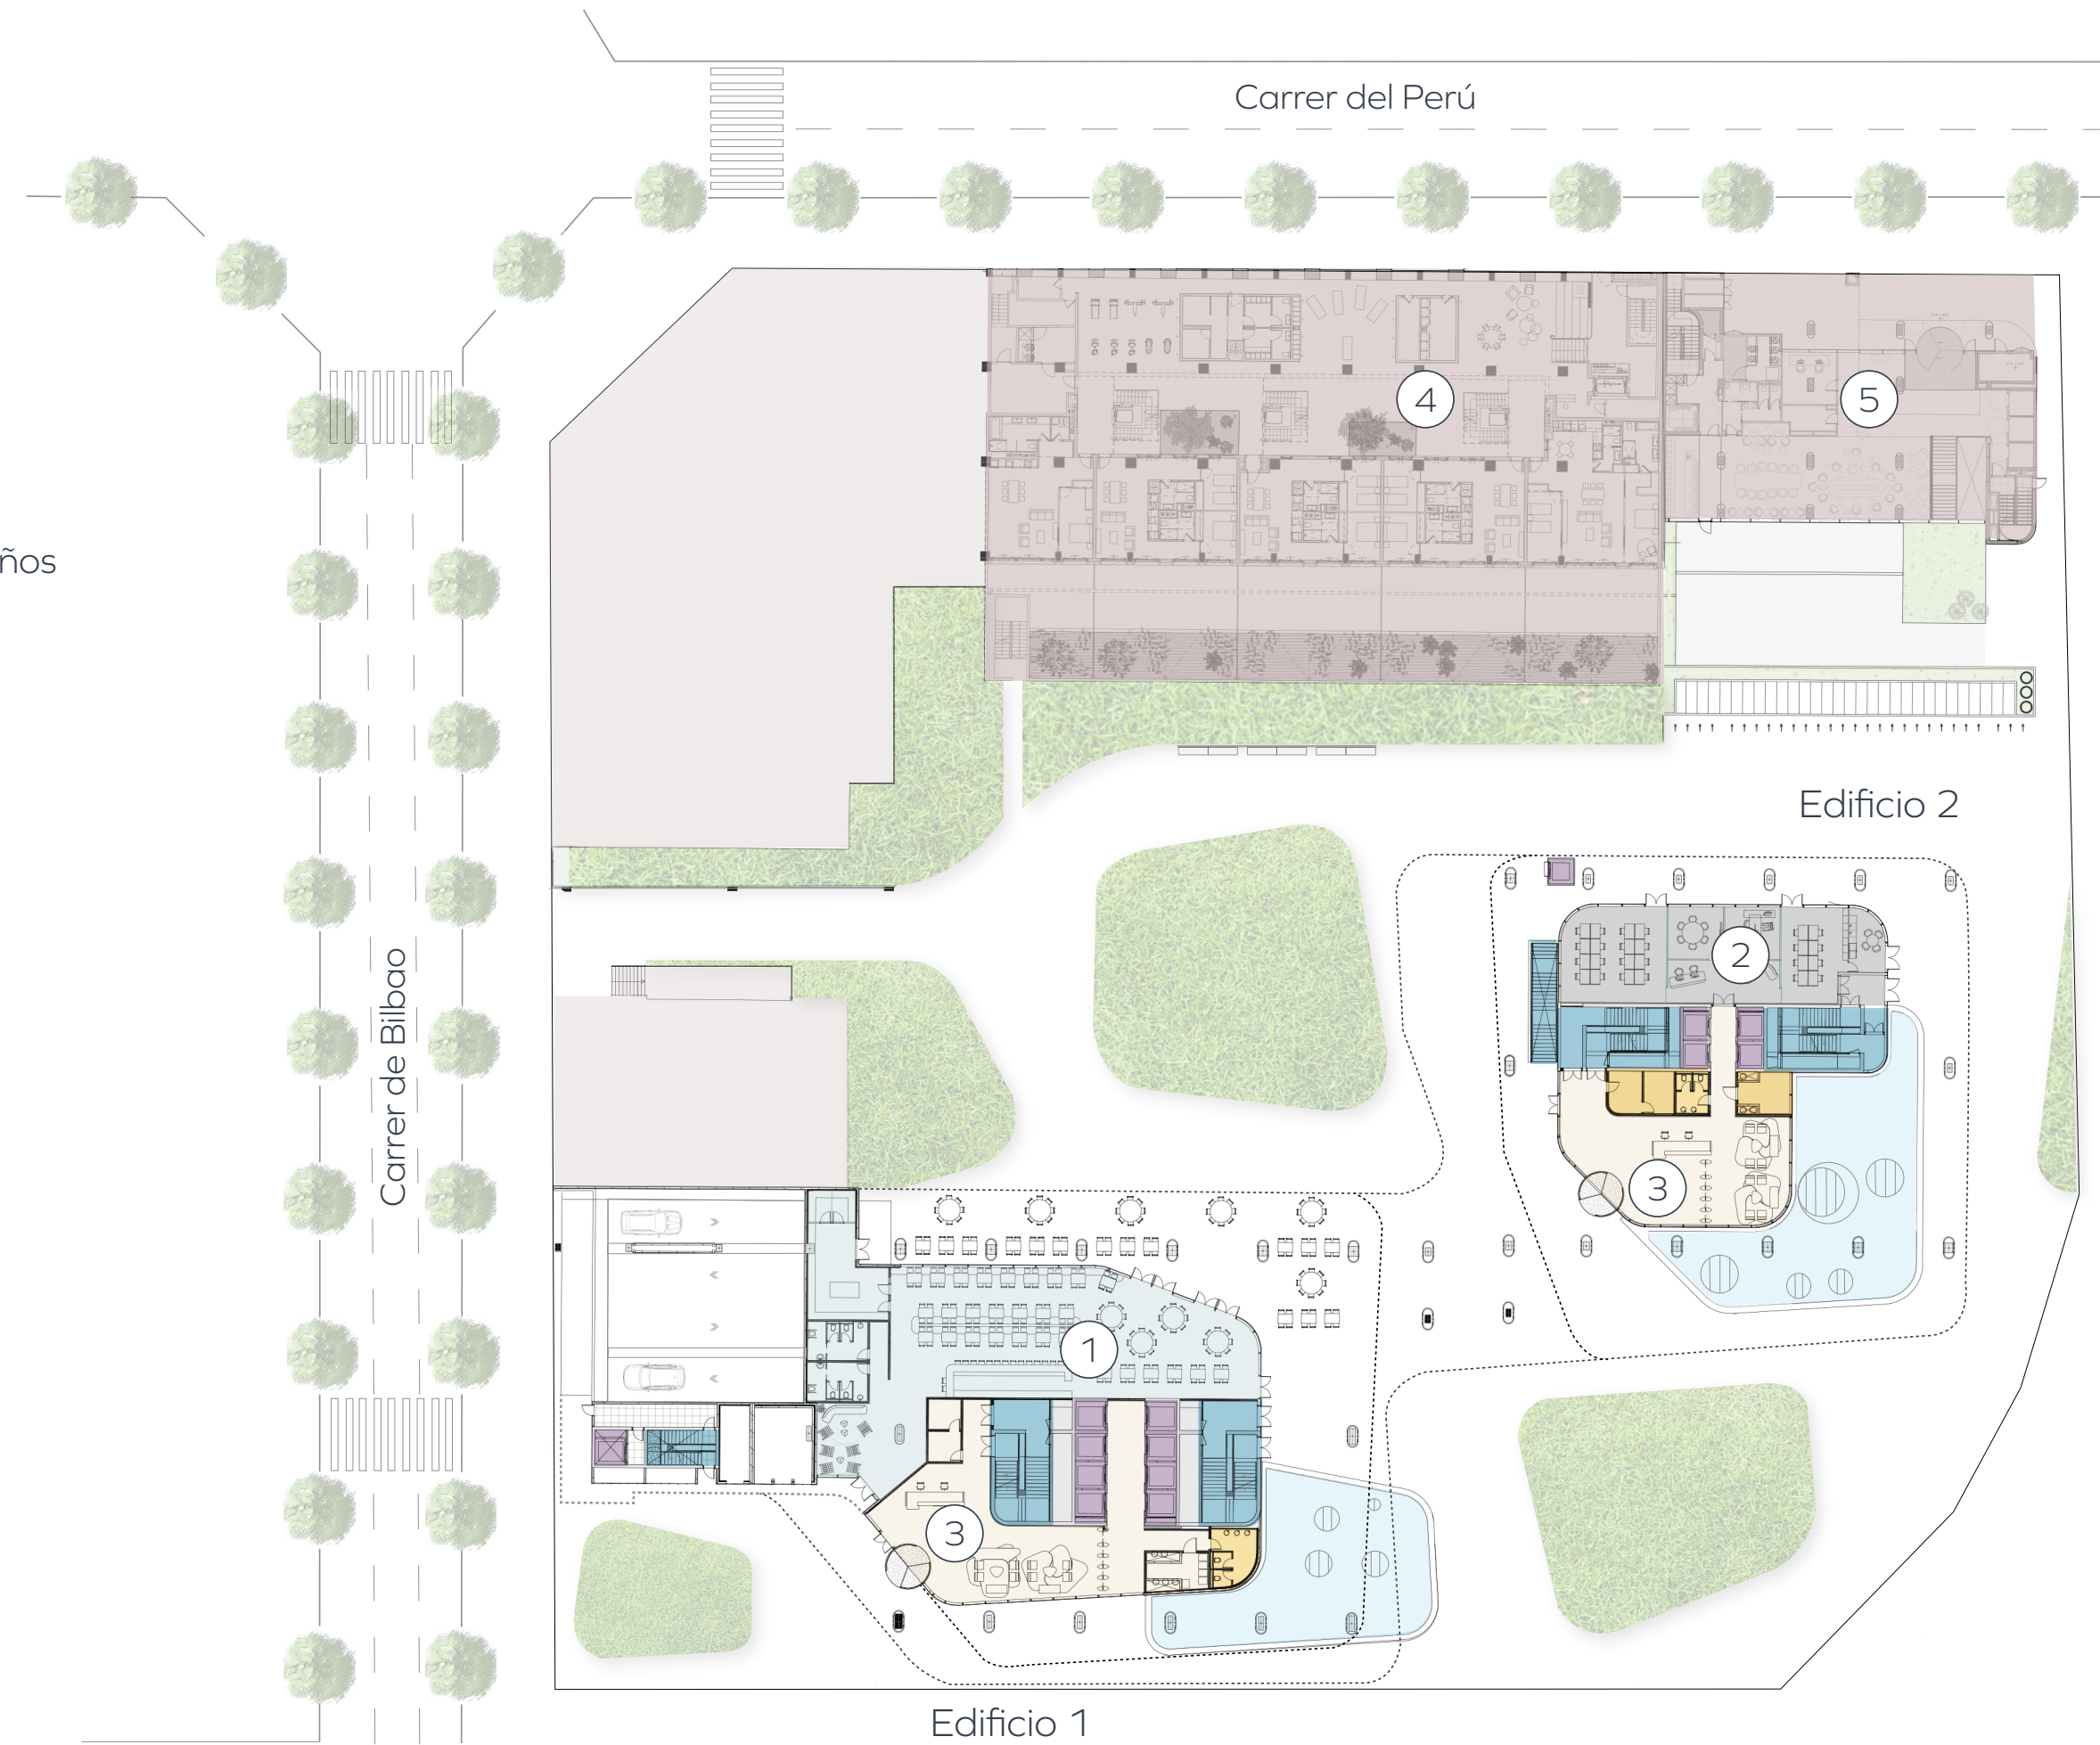 Carrer del Perú
4
5
ños
Edificio 2
2
Carrer de Bilbao
3
1
3
Edificio 1